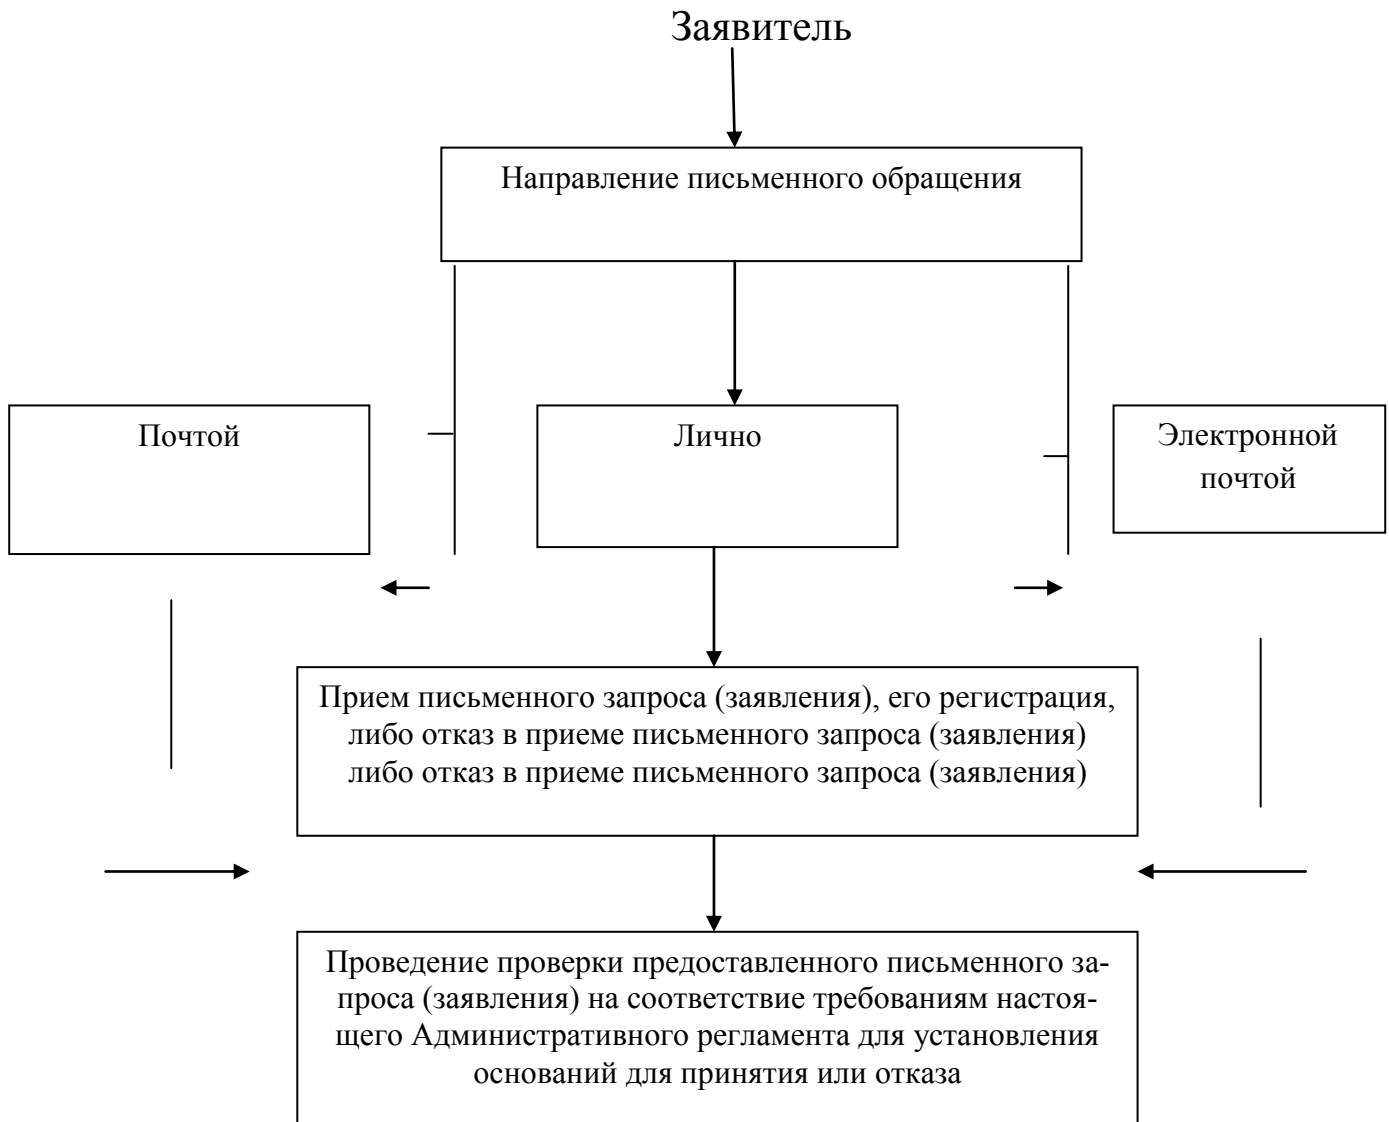 Заявитель
Направление письменного обращения
Почтой
Лично
Электронной
почтой
Прием письменного запроса (заявления), его регистрация,
либо отказ в приеме письменного запроса (заявления)
либо отказ в приеме письменного запроса (заявления)
Проведение проверки предоставленного письменного за-
проса (заявления) на соответствие требованиям настоя-
щего Административного регламента для установления
оснований для принятия или отказа